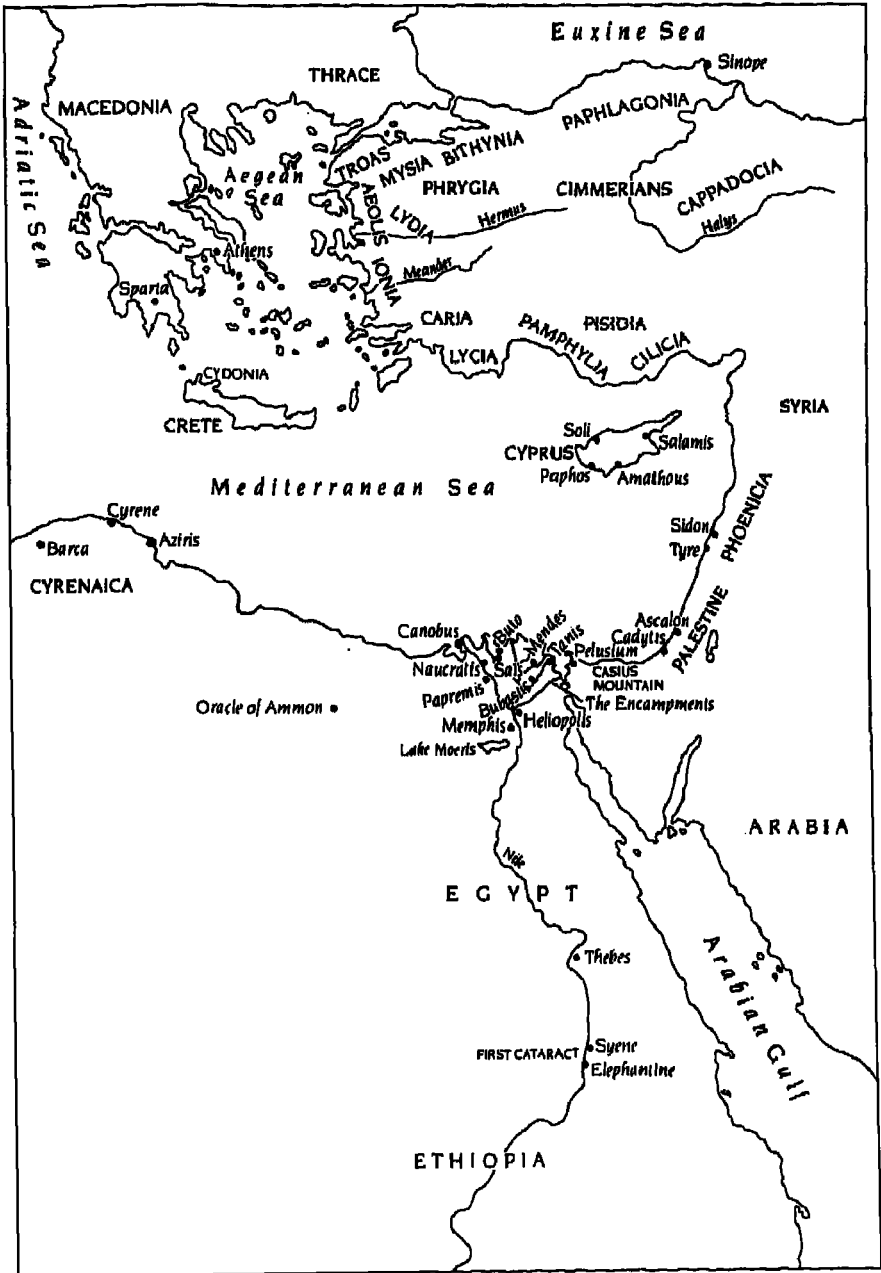 Euxine Sea
Sinope
THRACE
MACEDONIA
PAPHLAGONIA
Adriatic Sea
TROAS
MYSIA
BITHYNIA
Aegean
Sea
PHRYGIA
CIMMERIANS
CAPPADOCIA
AEOLIS
LYDIA
Hermus
Halys
Athens
IONIA
Meander
Sparta
CARIA
PISIDIA
PAMPHYLIA
CILICIA
LYCIA
CYDONIA
CRETE
SYRIA
Soli
Salamis
CYPRUS
Paphos
Amathous
Mediterranean Sea
Cyrene
Aziris
Barca
CYRENAICA
Sidon
Tyre
PHOENICIA
PALESTINE
Ascalon
Cadytis
Canobus
Buto
Mendes
Tanis
Pelusium
Naucratis
Sais
CASIUS
MOUNTAIN
Papremis
Bubastis
The Encampments
Oracle of Ammon
Heliopolis
Memphis
Lake Moeris
ARABIA
Nile
EGYPT
Arabian Gulf
Thebes
FIRST CATARACT
Syene
Elephantine
ETHIOPIA